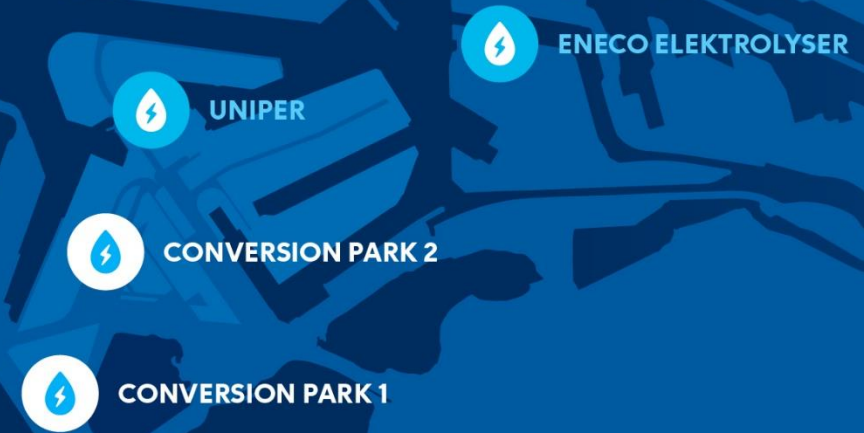 ENECO ELEKTROLYSER
UNIPER
CONVERSION PARK 2
CONVERSION PARK 1